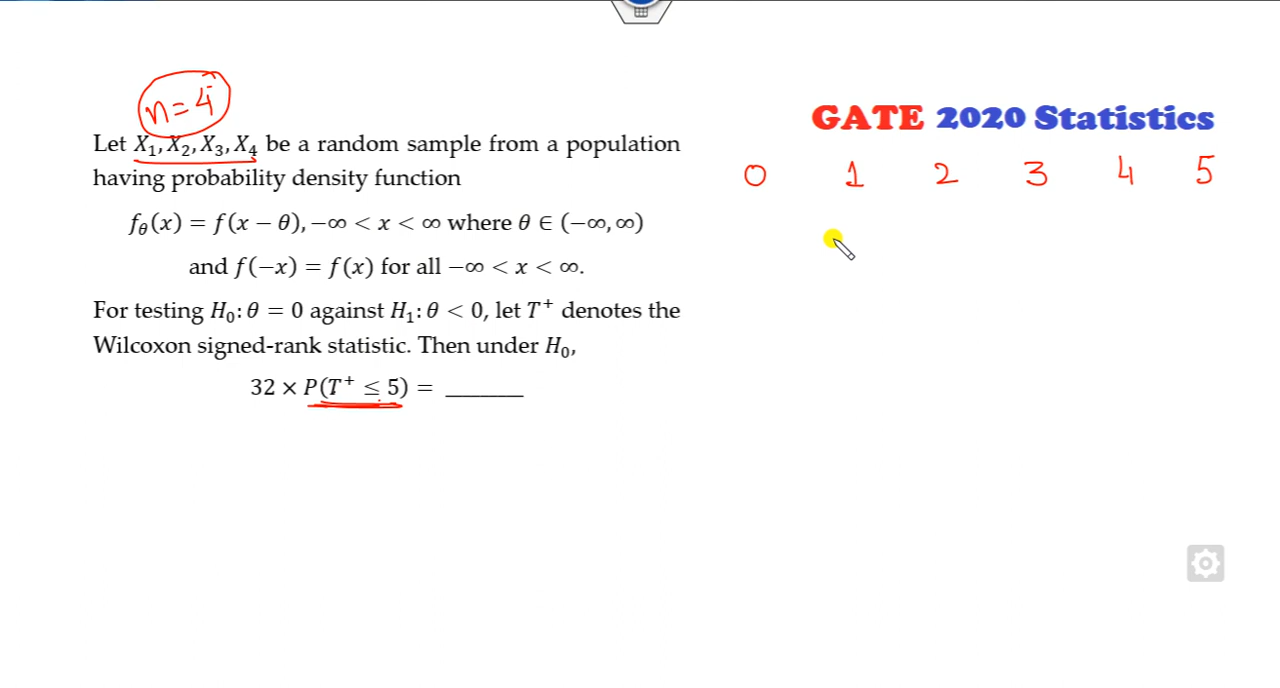 n=4
GATE 2020 Statistics
Let X₁, X₂, X₃, X₄ be a random sample from a population
having probability density function
0 1 2 3 4 5
f_θ(x) = f(x − θ), −∞ < x < ∞ where θ ∈ (−∞, ∞)
and f(−x) = f(x) for all −∞ < x < ∞.
For testing H₀: θ = 0 against H₁: θ < 0, let T⁺ denotes the
Wilcoxon signed-rank statistic. Then under H₀,
32 × P(T⁺ ≤ 5) = ______